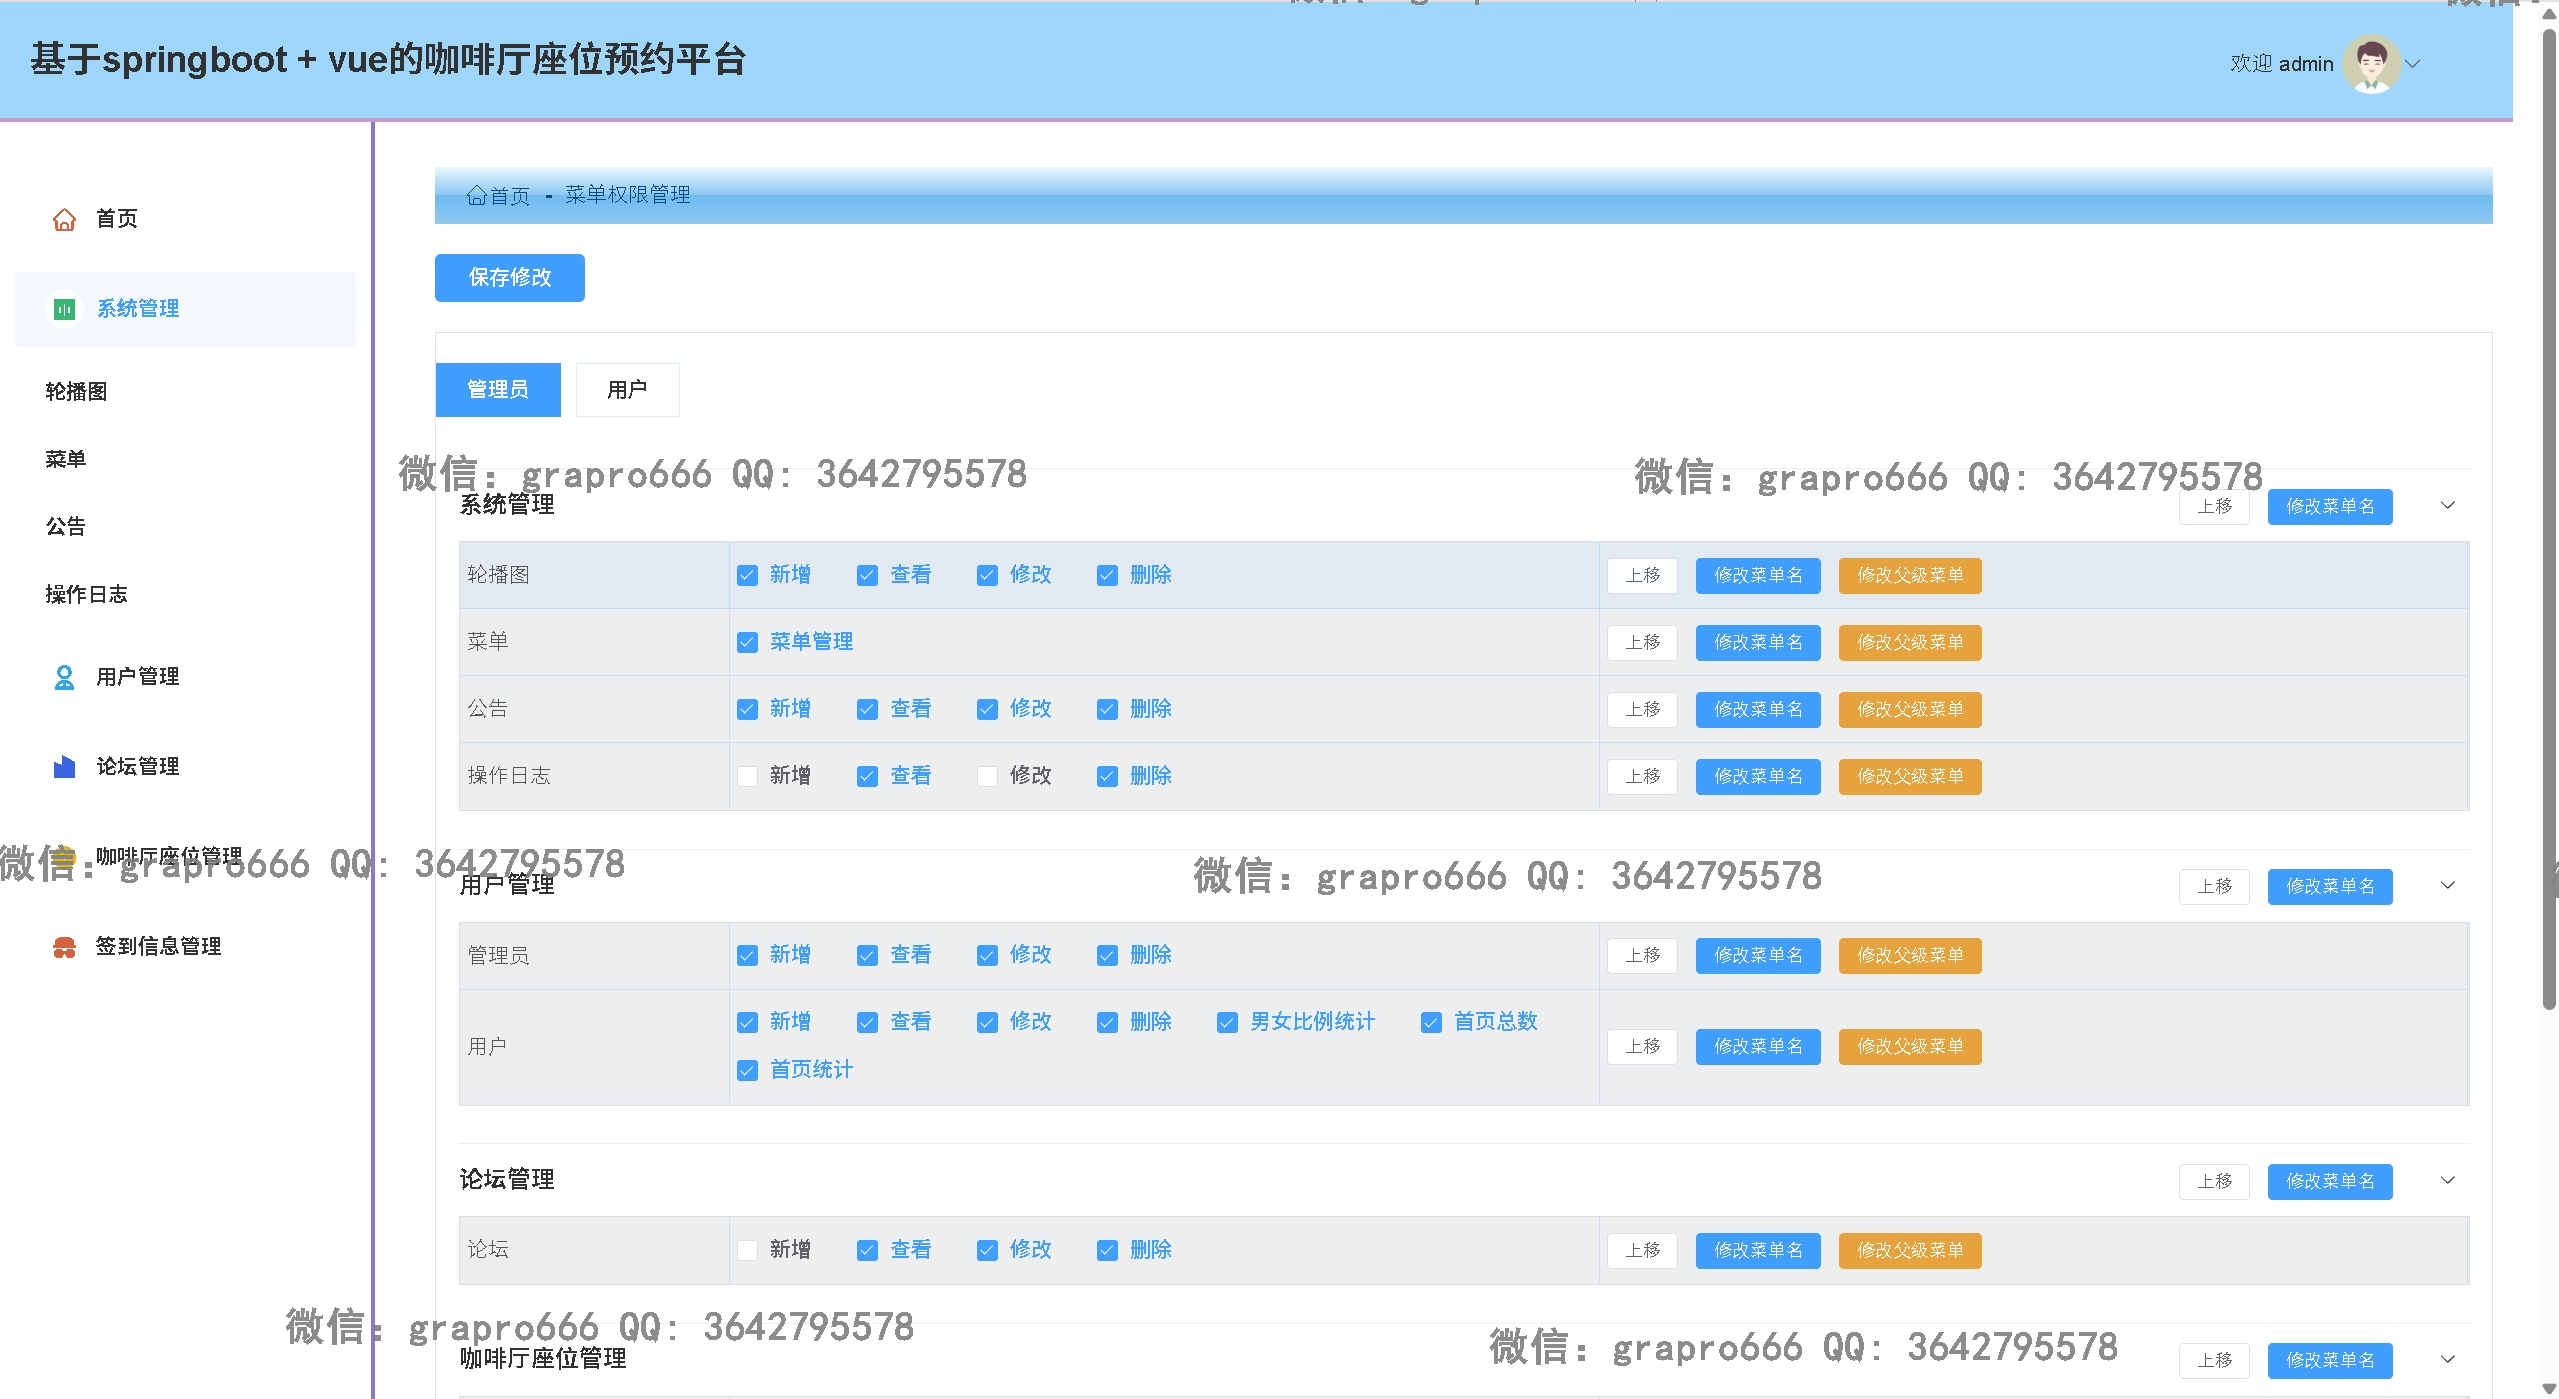 基于springboot + vue的咖啡厅座位预约平台
欢迎 admin
首页
系统管理
轮播图
菜单
公告
操作日志
用户管理
论坛管理
咖啡厅座位管理
签到信息管理
首页 - 菜单权限管理
保存修改
管理员 用户
微信：grapro666 QQ：3642795578
微信：grapro666 QQ：3642795578
系统管理 上移 修改菜单名
轮播图 新增 查看 修改 删除 上移 修改菜单名 修改父级菜单
菜单 菜单管理 上移 修改菜单名 修改父级菜单
公告 新增 查看 修改 删除 上移 修改菜单名 修改父级菜单
操作日志 新增 查看 修改 删除 上移 修改菜单名 修改父级菜单
微信：grapro666 QQ：3642795578
微信：grapro666 QQ：3642795578
用户管理 上移 修改菜单名
管理员 新增 查看 修改 删除 上移 修改菜单名 修改父级菜单
用户 新增 查看 修改 删除 男女比例统计 首页总数 上移 修改菜单名 修改父级菜单
首页统计
论坛管理 上移 修改菜单名
论坛 新增 查看 修改 删除 上移 修改菜单名 修改父级菜单
微信：grapro666 QQ：3642795578
微信：grapro666 QQ：3642795578
咖啡厅座位管理 上移 修改菜单名